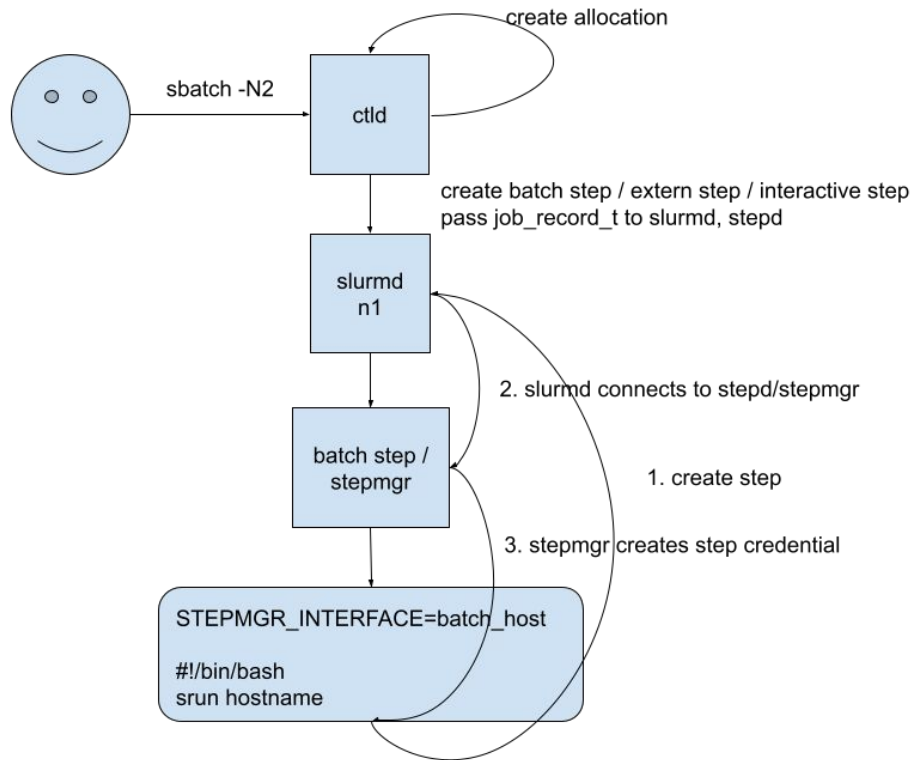 create allocation
sbatch -N2
ctld
create batch step / extern step / interactive step
pass job_record_t to slurmd, stepd
slurmd
n1
2. slurmd connects to stepd/stepmgr
batch step /
stepmgr
1. create step
3. stepmgr creates step credential
STEPMGR_INTERFACE=batch_host
#!/bin/bash
srun hostname